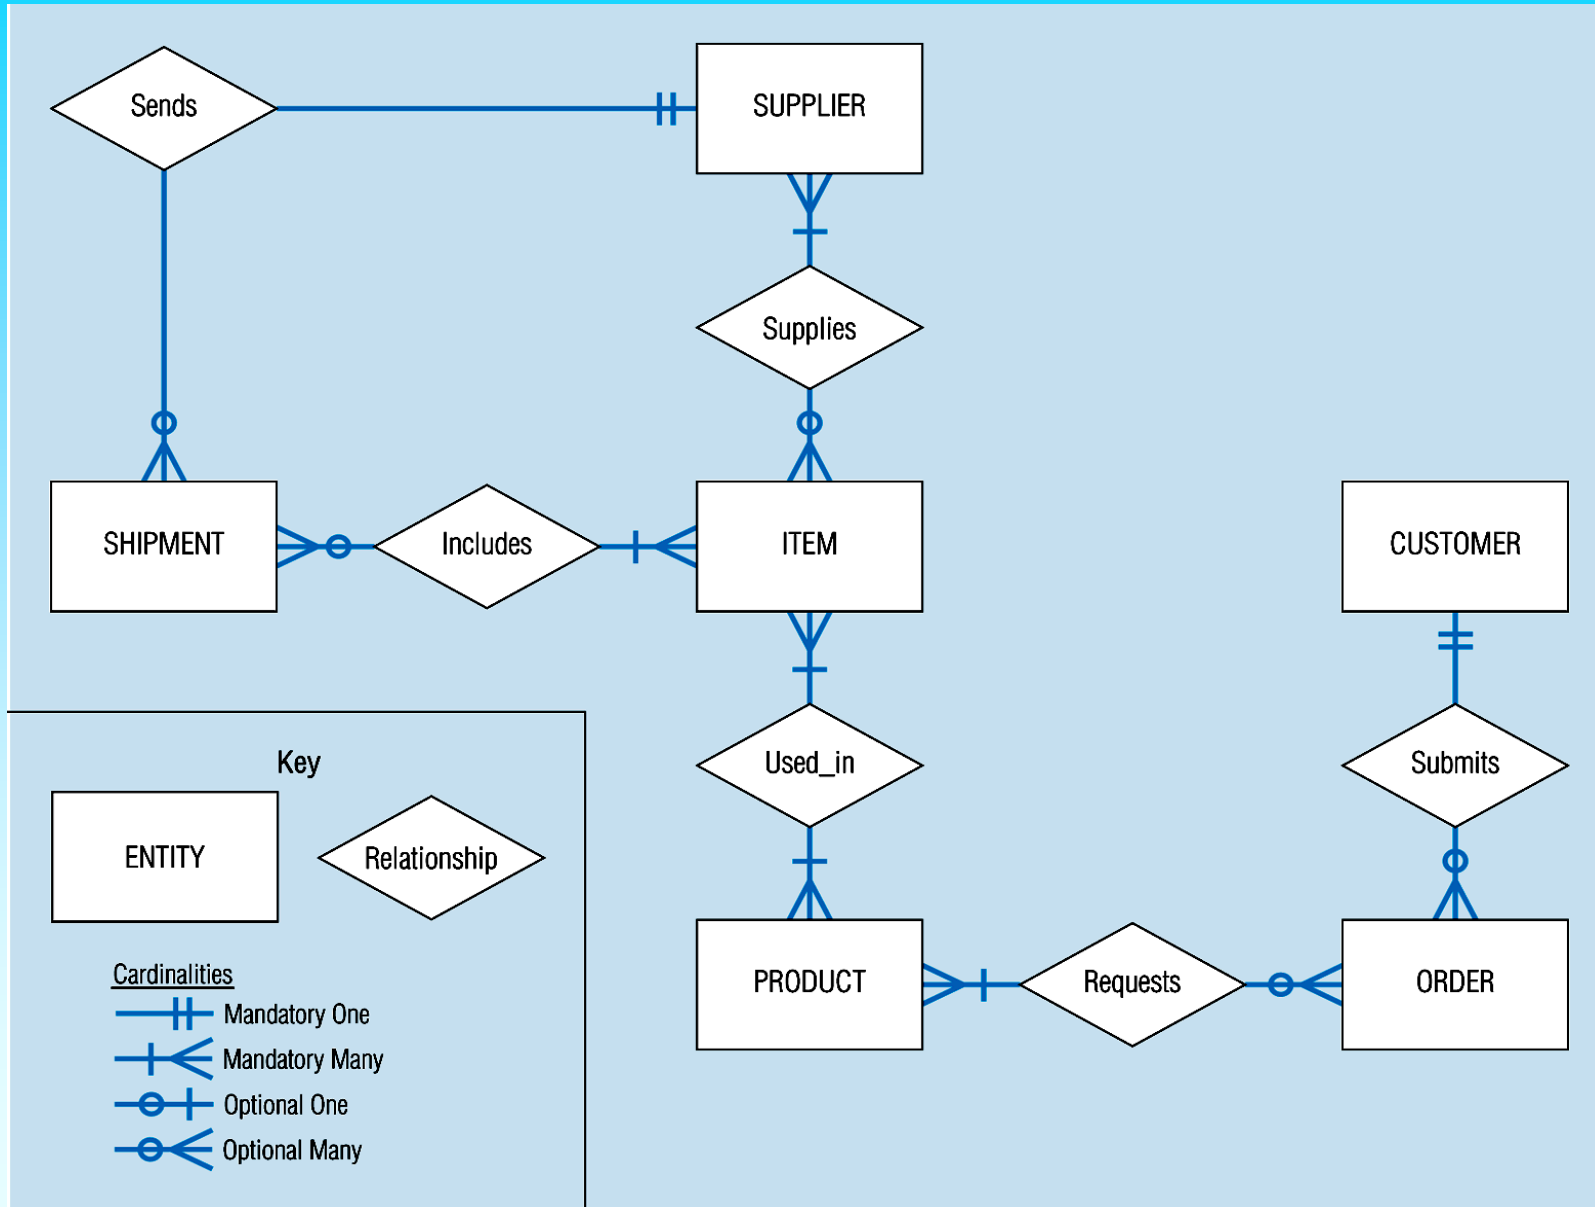 Sends
SUPPLIER
Supplies
SHIPMENT
Includes
ITEM
CUSTOMER
Used_in
Submits
PRODUCT
Requests
ORDER
Key
ENTITY
Relationship
Cardinalities
Mandatory One
Mandatory Many
Optional One
Optional Many